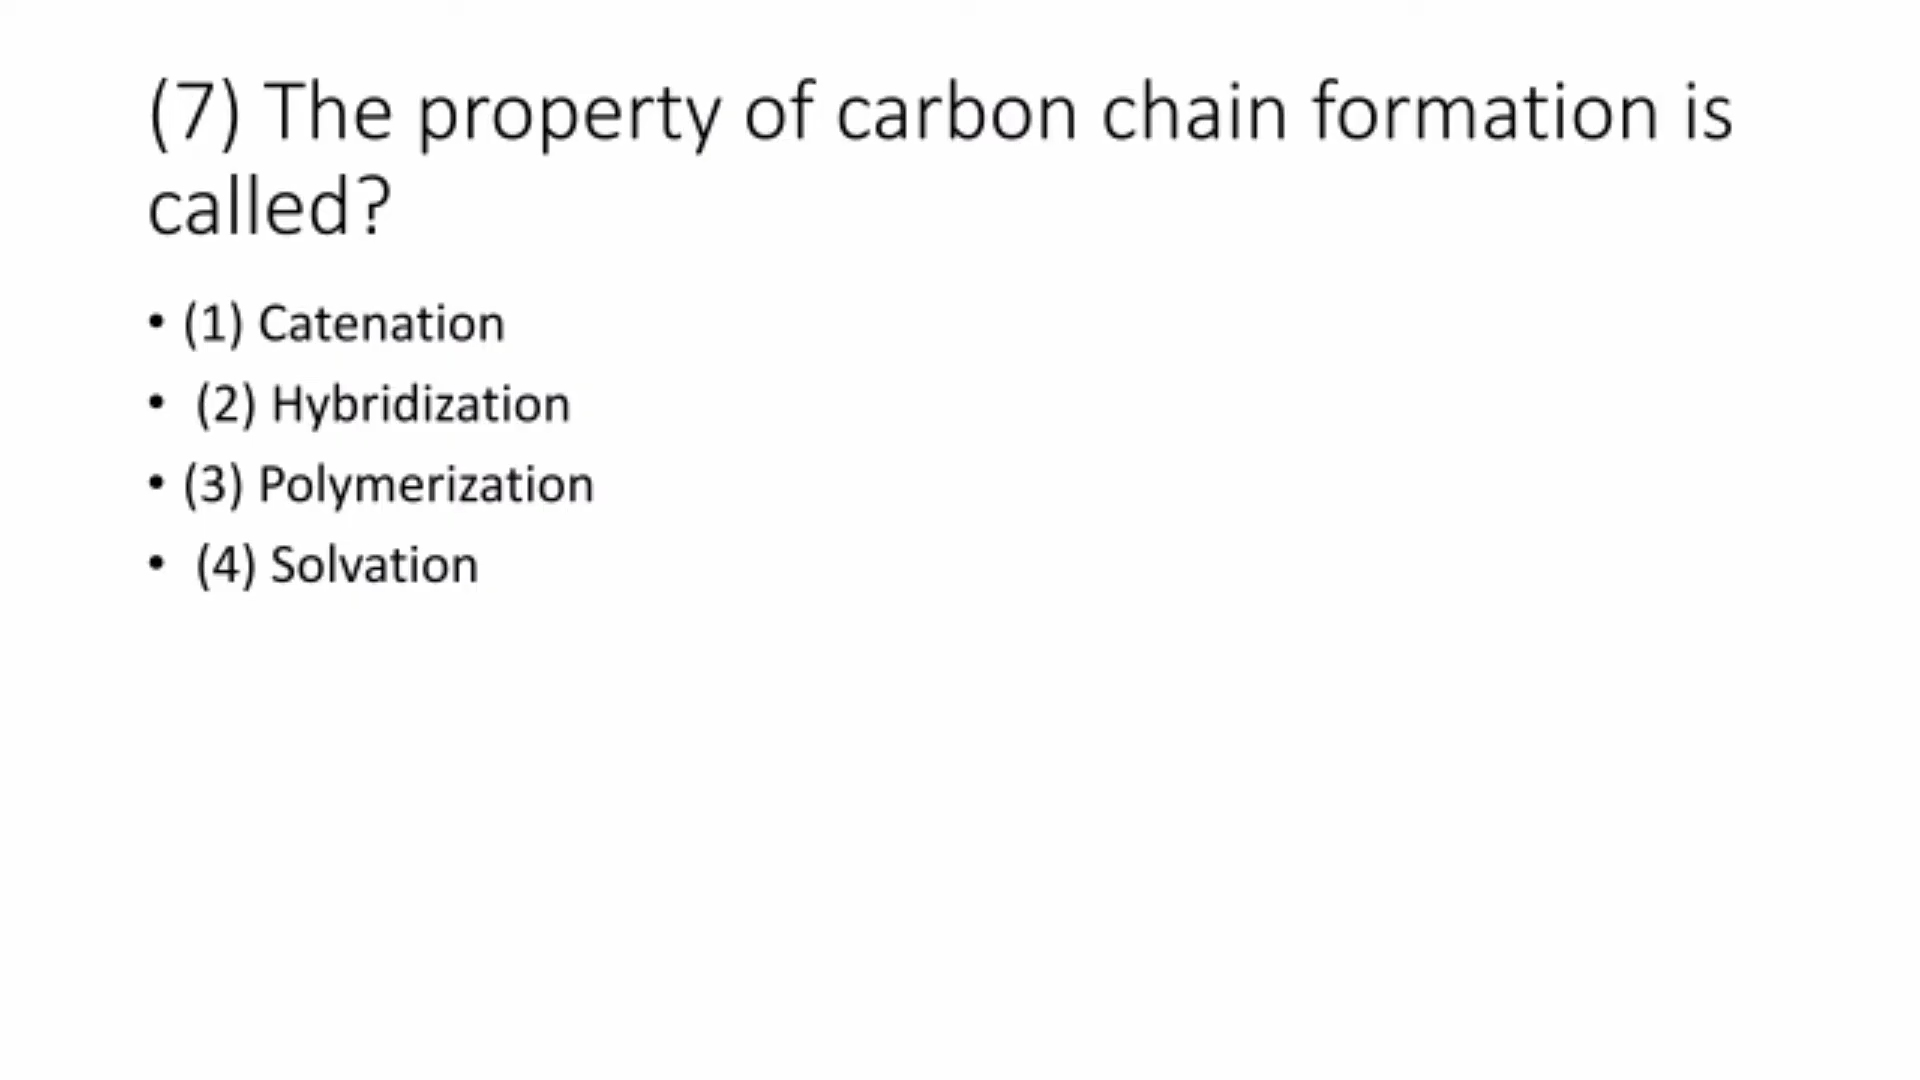 (7) The property of carbon chain formation is
called?
• (1) Catenation
• (2) Hybridization
• (3) Polymerization
• (4) Solvation